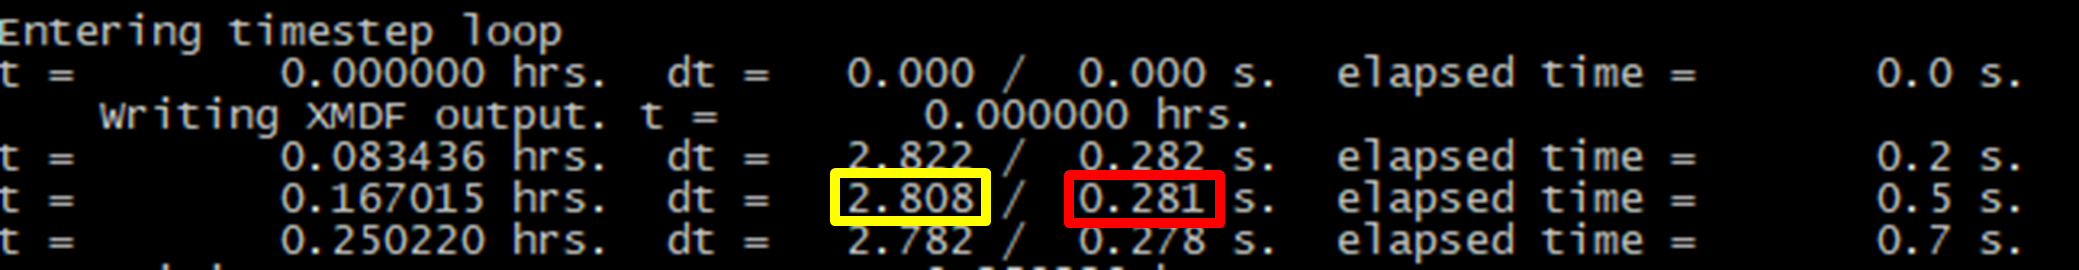 Entering timestep loop
t = 0.000000 hrs. dt = 0.000 / 0.000 s. elapsed time = 0.0 s.
Writing XMDF output. t = 0.000000 hrs.
t = 0.083436 hrs. dt = 2.822 / 0.282 s. elapsed time = 0.2 s.
t = 0.167015 hrs. dt = 2.808 / 0.281 s. elapsed time = 0.5 s.
t = 0.250220 hrs. dt = 2.782 / 0.278 s. elapsed time = 0.7 s.